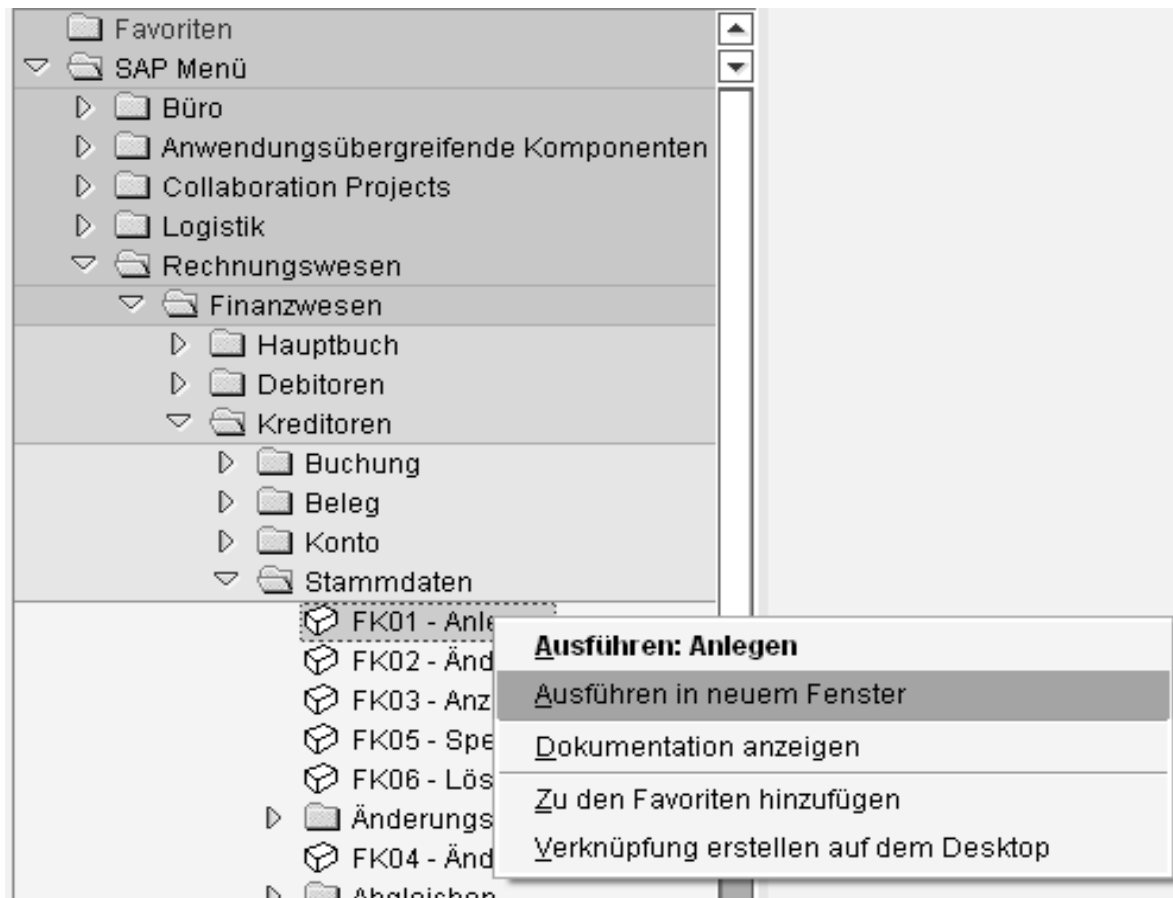 Favoriten
SAP Menü
Büro
Anwendungsübergreifende Komponenten
Collaboration Projects
Logistik
Rechnungswesen
Finanzwesen
Hauptbuch
Debitoren
Kreditoren
Buchung
Beleg
Konto
Stammdaten
FK01 - Anle
FK02 - Änd
FK03 - Anz
FK05 - Spe
FK06 - Lös
Änderungs
FK04 - Änd
Abgleichen
Ausführen: Anlegen
Ausführen in neuem Fenster
Dokumentation anzeigen
Zu den Favoriten hinzufügen
Verknüpfung erstellen auf dem Desktop